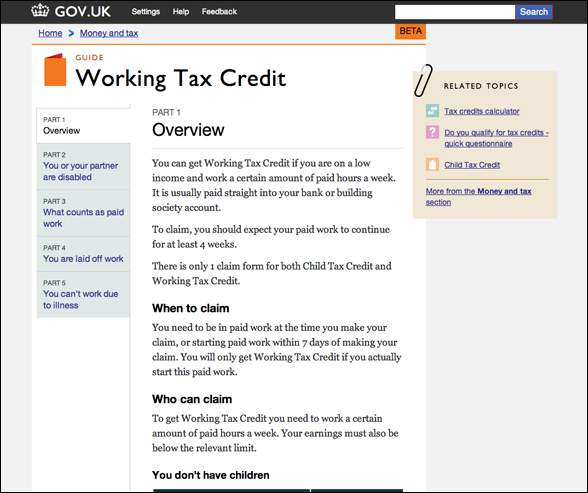 GOV.UK Settings Help Feedback Search
Home Money and tax BETA
GUIDE
Working Tax Credit
PART 1
Overview
PART 2
You or your partner
are disabled
PART 3
What counts as paid
work
PART 4
You are laid off work
PART 5
You can't work due
to illness
PART 1
Overview
You can get Working Tax Credit if you are on a low
income and work a certain amount of paid hours a week.
It is usually paid straight into your bank or building
society account.
To claim, you should expect your paid work to continue
for at least 4 weeks.
There is only 1 claim form for both Child Tax Credit and
Working Tax Credit.
When to claim
You need to be in paid work at the time you make your
claim, or starting paid work within 7 days of making your
claim. You will only get Working Tax Credit if you actually
start this paid work.
Who can claim
To get Working Tax Credit you need to work a certain
amount of paid hours a week. Your earnings must also be
below the relevant limit.
You don't have children
RELATED TOPICS
Tax credits calculator
Do you qualify for tax credits -
quick questionnaire
Child Tax Credit
More from the Money and tax
section